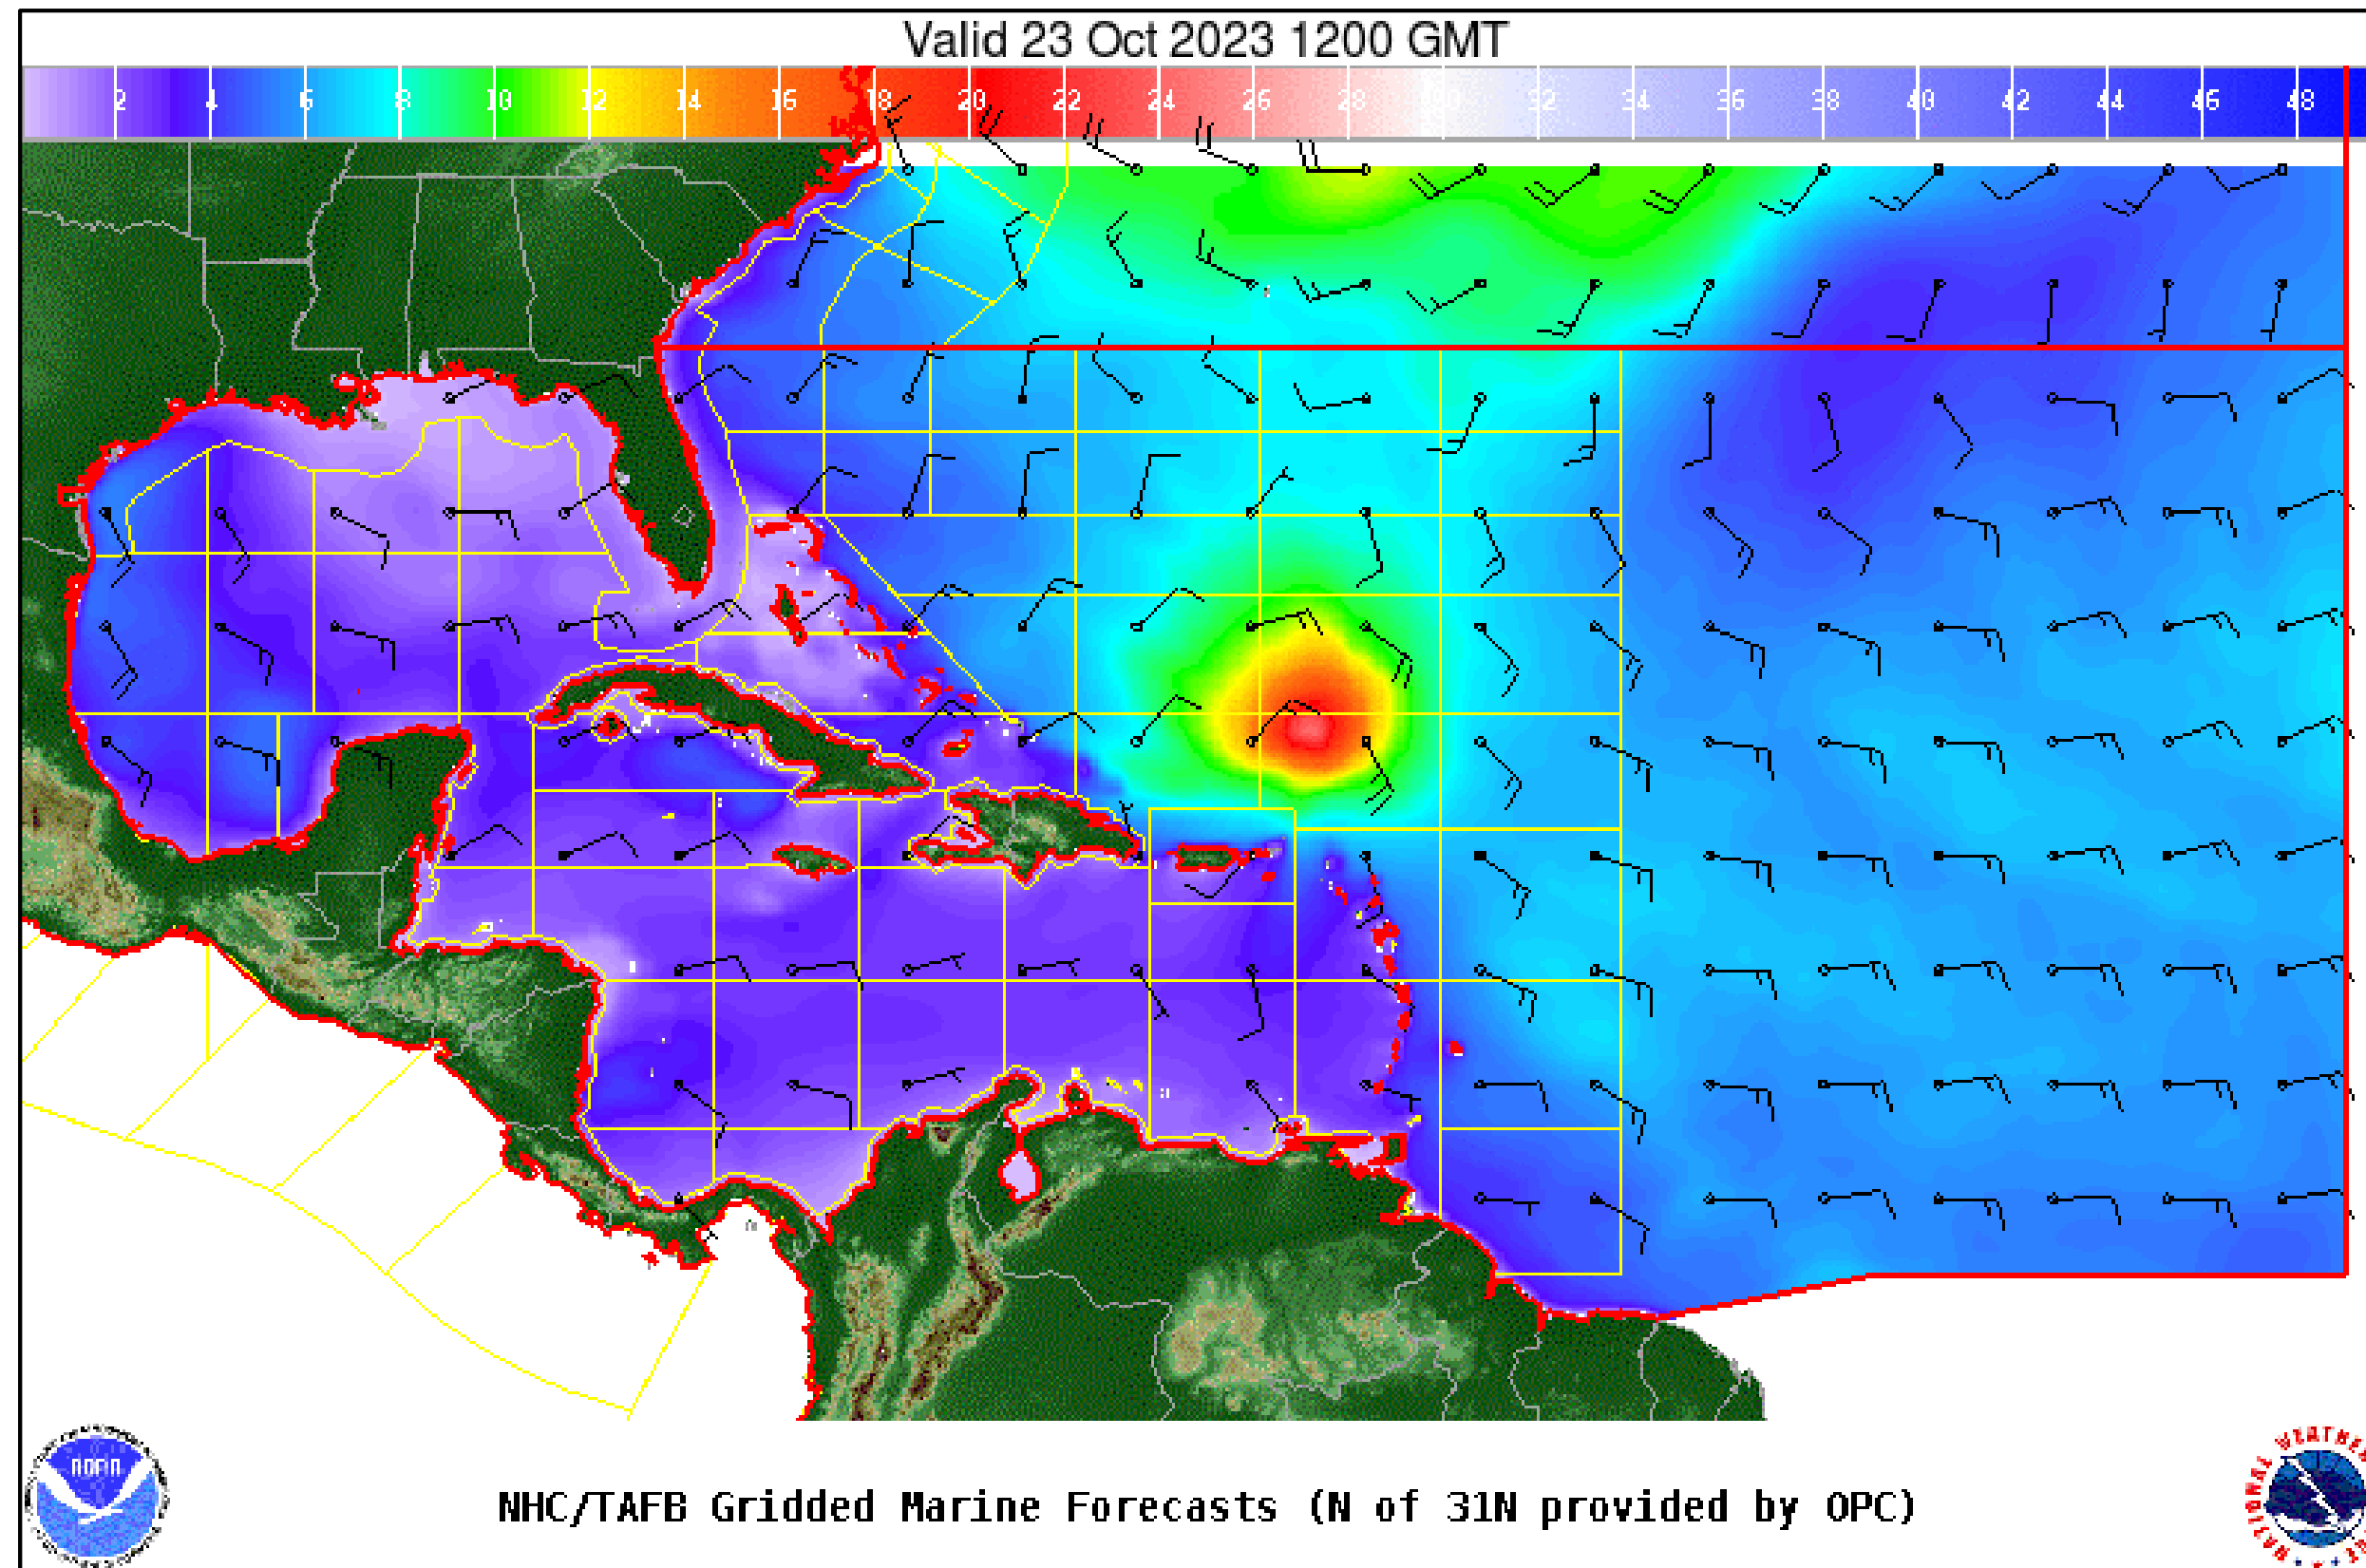 Valid 23 Oct 2023 1200 GMT
2 4 6 8 10 12 14 16 18 20 22 24 26 28 30 32 34 36 38 40 42 44 46 48
NOAA
NHC/TAFB Gridded Marine Forecasts (N of 31N provided by OPC)
NATIONAL WEATHER